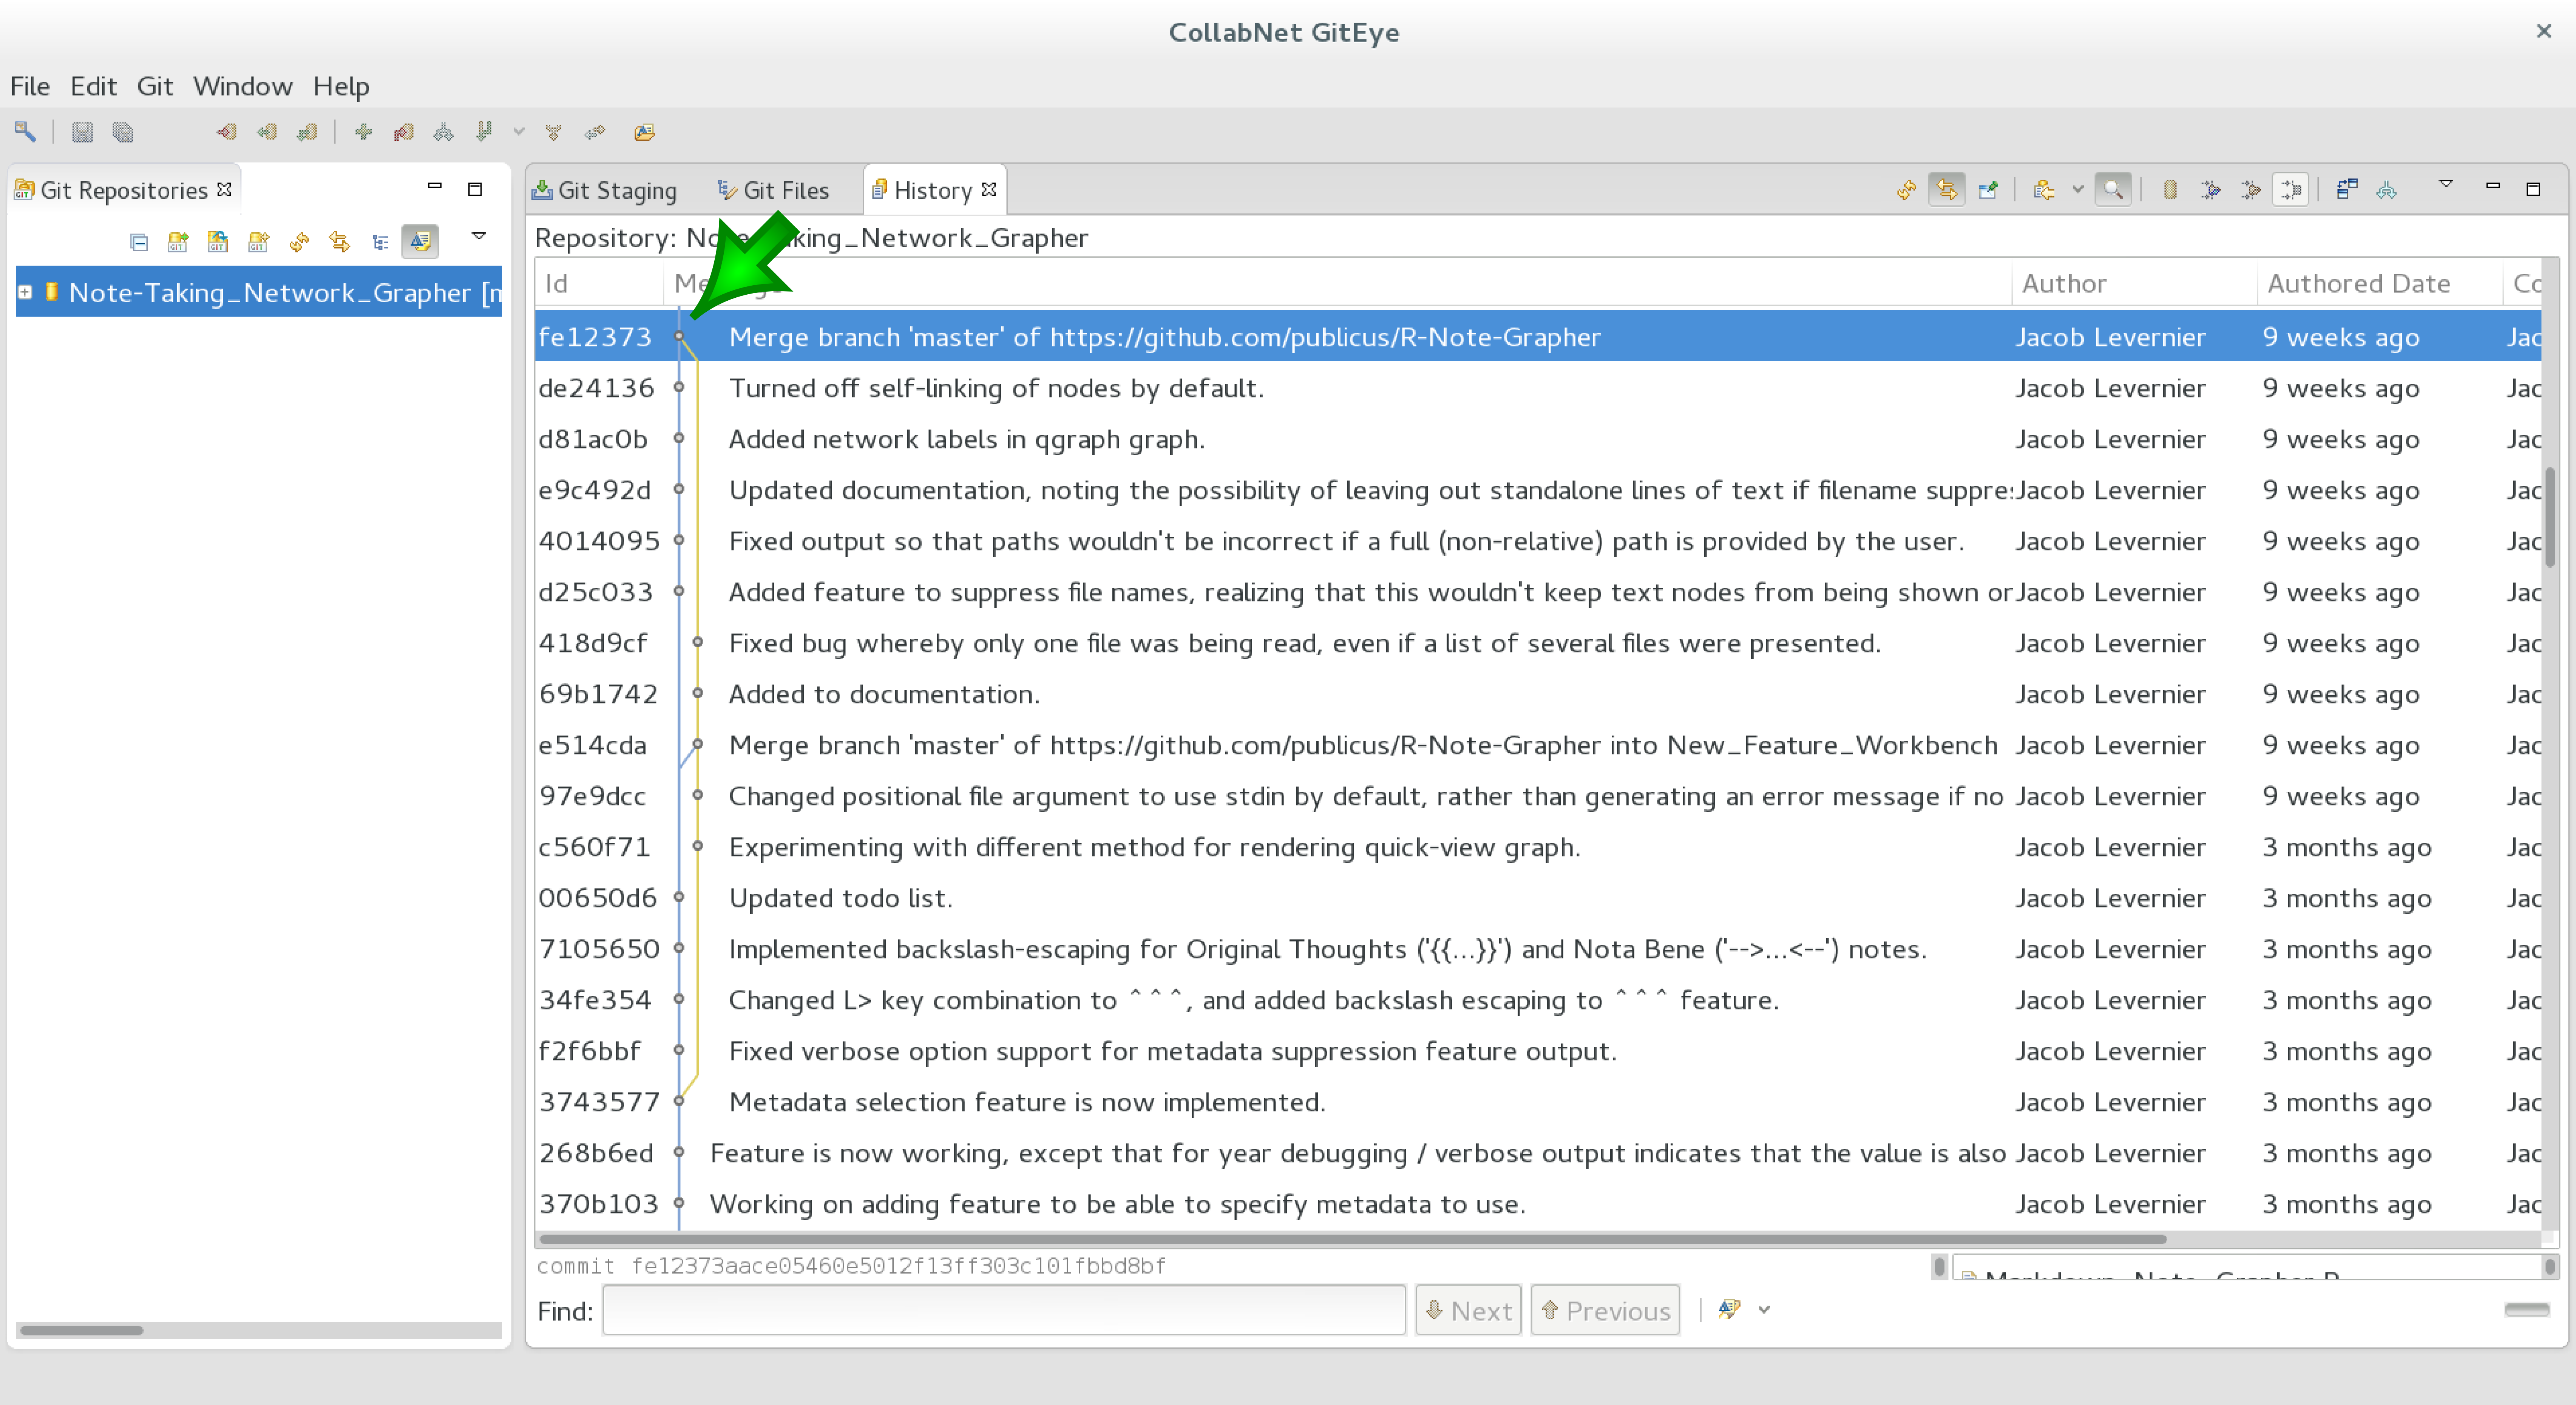 CollabNet GitEye
File Edit Git Window Help
Git Repositories
Git Staging Git Files History
Repository: Note-Taking_Network_Grapher
Note-Taking_Network_Grapher
Id Author Authored Date
fe12373 Merge branch 'master' of https://github.com/publicus/R-Note-Grapher Jacob Levernier 9 weeks ago Jac
de24136 Turned off self-linking of nodes by default. Jacob Levernier 9 weeks ago Jac
d81ac0b Added network labels in qgraph graph. Jacob Levernier 9 weeks ago Jac
e9c492d Updated documentation, noting the possibility of leaving out standalone lines of text if filename suppre Jacob Levernier 9 weeks ago Jac
4014095 Fixed output so that paths wouldn't be incorrect if a full (non-relative) path is provided by the user. Jacob Levernier 9 weeks ago Jac
d25c033 Added feature to suppress file names, realizing that this wouldn't keep text nodes from being shown or Jacob Levernier 9 weeks ago Jac
418d9cf Fixed bug whereby only one file was being read, even if a list of several files were presented. Jacob Levernier 9 weeks ago Jac
69b1742 Added to documentation. Jacob Levernier 9 weeks ago Jac
e514cda Merge branch 'master' of https://github.com/publicus/R-Note-Grapher into New_Feature_Workbench Jacob Levernier 9 weeks ago Jac
97e9dcc Changed positional file argument to use stdin by default, rather than generating an error message if no Jacob Levernier 9 weeks ago Jac
c560f71 Experimenting with different method for rendering quick-view graph. Jacob Levernier 3 months ago Jac
00650d6 Updated todo list. Jacob Levernier 3 months ago Jac
7105650 Implemented backslash-escaping for Original Thoughts ('{{...}}') and Nota Bene ('-->...<--') notes. Jacob Levernier 3 months ago Jac
34fe354 Changed L> key combination to ^^^, and added backslash escaping to ^^^ feature. Jacob Levernier 3 months ago Jac
f2f6bbf Fixed verbose option support for metadata suppression feature output. Jacob Levernier 3 months ago Jac
3743577 Metadata selection feature is now implemented. Jacob Levernier 3 months ago Jac
268b6ed Feature is now working, except that for year debugging / verbose output indicates that the value is also Jacob Levernier 3 months ago Jac
370b103 Working on adding feature to be able to specify metadata to use. Jacob Levernier 3 months ago Jac
commit fe12373aace05460e5012f13ff303c101fbbd8bf
Find: Next Previous